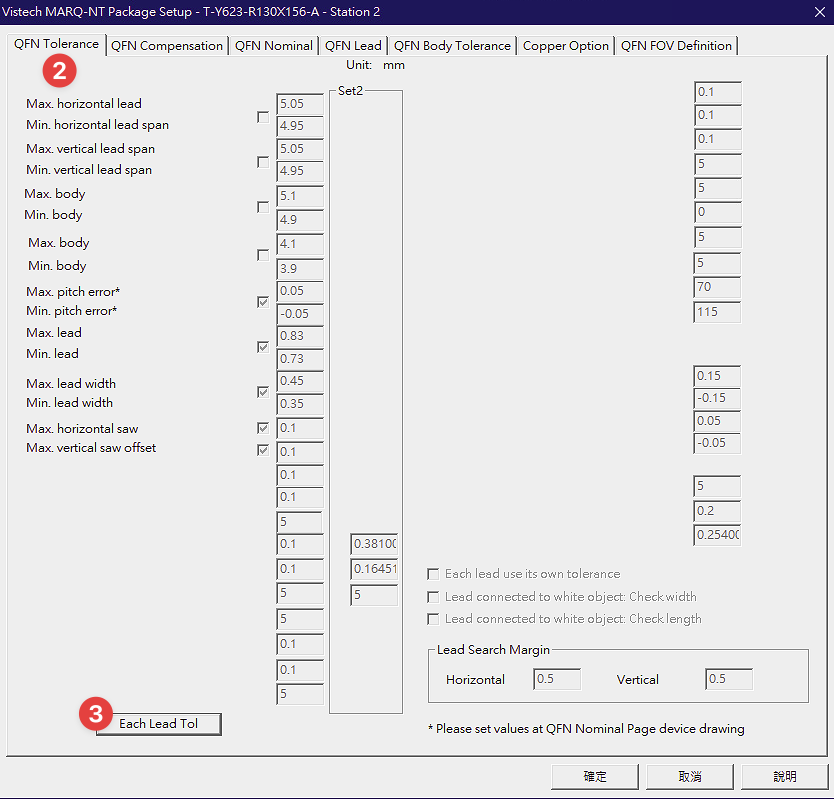 Vistech MARQ-NT Package Setup - T-Y623-R130X156-A - Station 2
QFN Tolerance QFN Compensation QFN Nominal QFN Lead QFN Body Tolerance Copper Option QFN FOV Definition
2
Unit: mm
Set2
Max. horizontal lead 5.05
Min. horizontal lead span 4.95
Max. vertical lead span 5.05
Min. vertical lead span 4.95
Max. body 5.1
Min. body 4.9
Max. body 4.1
Min. body 3.9
Max. pitch error* 0.05
Min. pitch error* -0.05
Max. lead 0.83
Min. lead 0.73
Max. lead width 0.45
Min. lead width 0.35
Max. horizontal saw 0.1
Max. vertical saw offset 0.1
0.1
0.1
5
0.1 0.3810
0.1 0.16451
5 5
5
0.1
0.1
5
0.1
0.1
0.1
5
5
0
5
5
70
115
0.15
-0.15
0.05
-0.05
5
0.2
0.2540
Each lead use its own tolerance
Lead connected to white object: Check width
Lead connected to white object: Check length
Lead Search Margin
Horizontal 0.5 Vertical 0.5
3
Each Lead Tol
* Please set values at QFN Nominal Page device drawing
確定 取消 說明